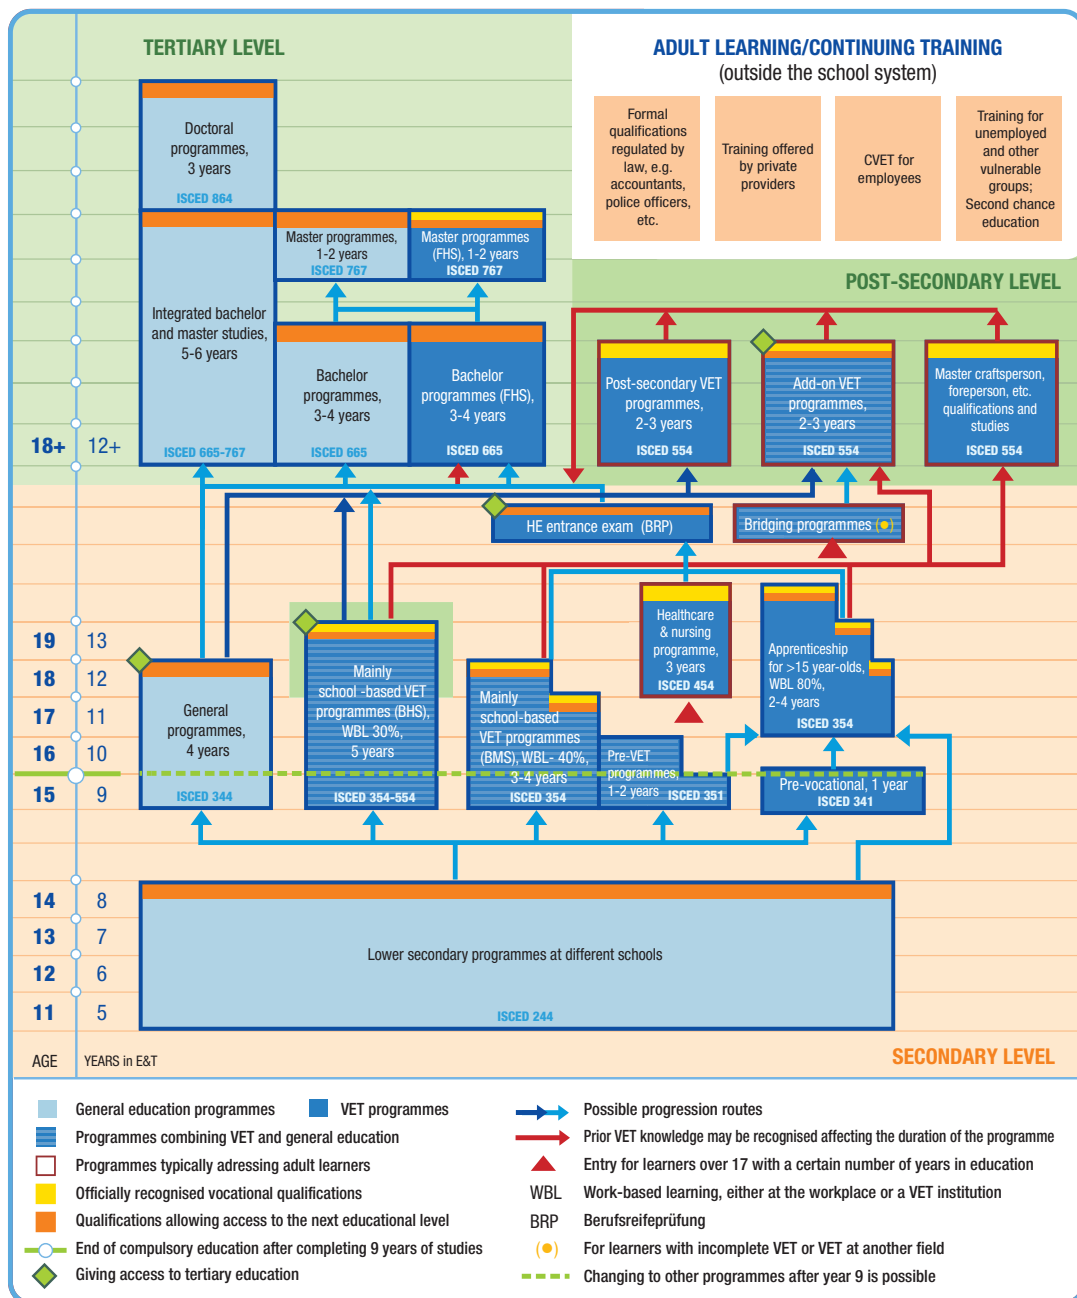 TERTIARY LEVEL
ADULT LEARNING/CONTINUING TRAINING
(outside the school system)
Formal
qualifications
regulated by
law, e.g.
accountants,
police officers,
etc.
Training offered
by private
providers
CVET for
employees
Training for
unemployed
and other
vulnerable
groups;
Second chance
education
Doctoral
programmes,
3 years
ISCED 864
Integrated bachelor
and master studies,
5-6 years
ISCED 665-767
Master programmes,
1-2 years
ISCED 767
Master programmes
(FHS), 1-2 years
ISCED 767
Bachelor
programmes,
3-4 years
ISCED 665
Bachelor
programmes (FHS),
3-4 years
ISCED 665
POST-SECONDARY LEVEL
Post-secondary VET
programmes,
2-3 years
ISCED 554
Add-on VET
programmes,
2-3 years
ISCED 554
Master craftsperson,
foreperson, etc.
qualifications and
studies
ISCED 554
18+ 12+
HE entrance exam (BRP)
Bridging programmes ( )
19 13
18 12
17 11
16 10
15 9
General
programmes,
4 years
ISCED 344
Mainly
school -based VET
programmes (BHS),
WBL 30%,
5 years
ISCED 354-554
Mainly
school-based
VET programmes
(BMS), WBL- 40%,
3-4 years
ISCED 354
Pre-VET
programmes,
1-2 years
ISCED 351
Healthcare
& nursing
programme,
3 years
ISCED 454
Apprenticeship
for >15 year-olds,
WBL 80%,
2-4 years
ISCED 354
Pre-vocational, 1 year
ISCED 341
14 8
13 7
12 6
11 5
Lower secondary programmes at different schools
ISCED 244
AGE YEARS in E&T
SECONDARY LEVEL
General education programmes
VET programmes
Programmes combining VET and general education
Programmes typically adressing adult learners
Officially recognised vocational qualifications
Qualifications allowing access to the next educational level
End of compulsory education after completing 9 years of studies
Giving access to tertiary education
Possible progression routes
Prior VET knowledge may be recognised affecting the duration of the programme
Entry for learners over 17 with a certain number of years in education
WBL Work-based learning, either at the workplace or a VET institution
BRP Berufsreifeprüfung
( ) For learners with incomplete VET or VET at another field
Changing to other programmes after year 9 is possible